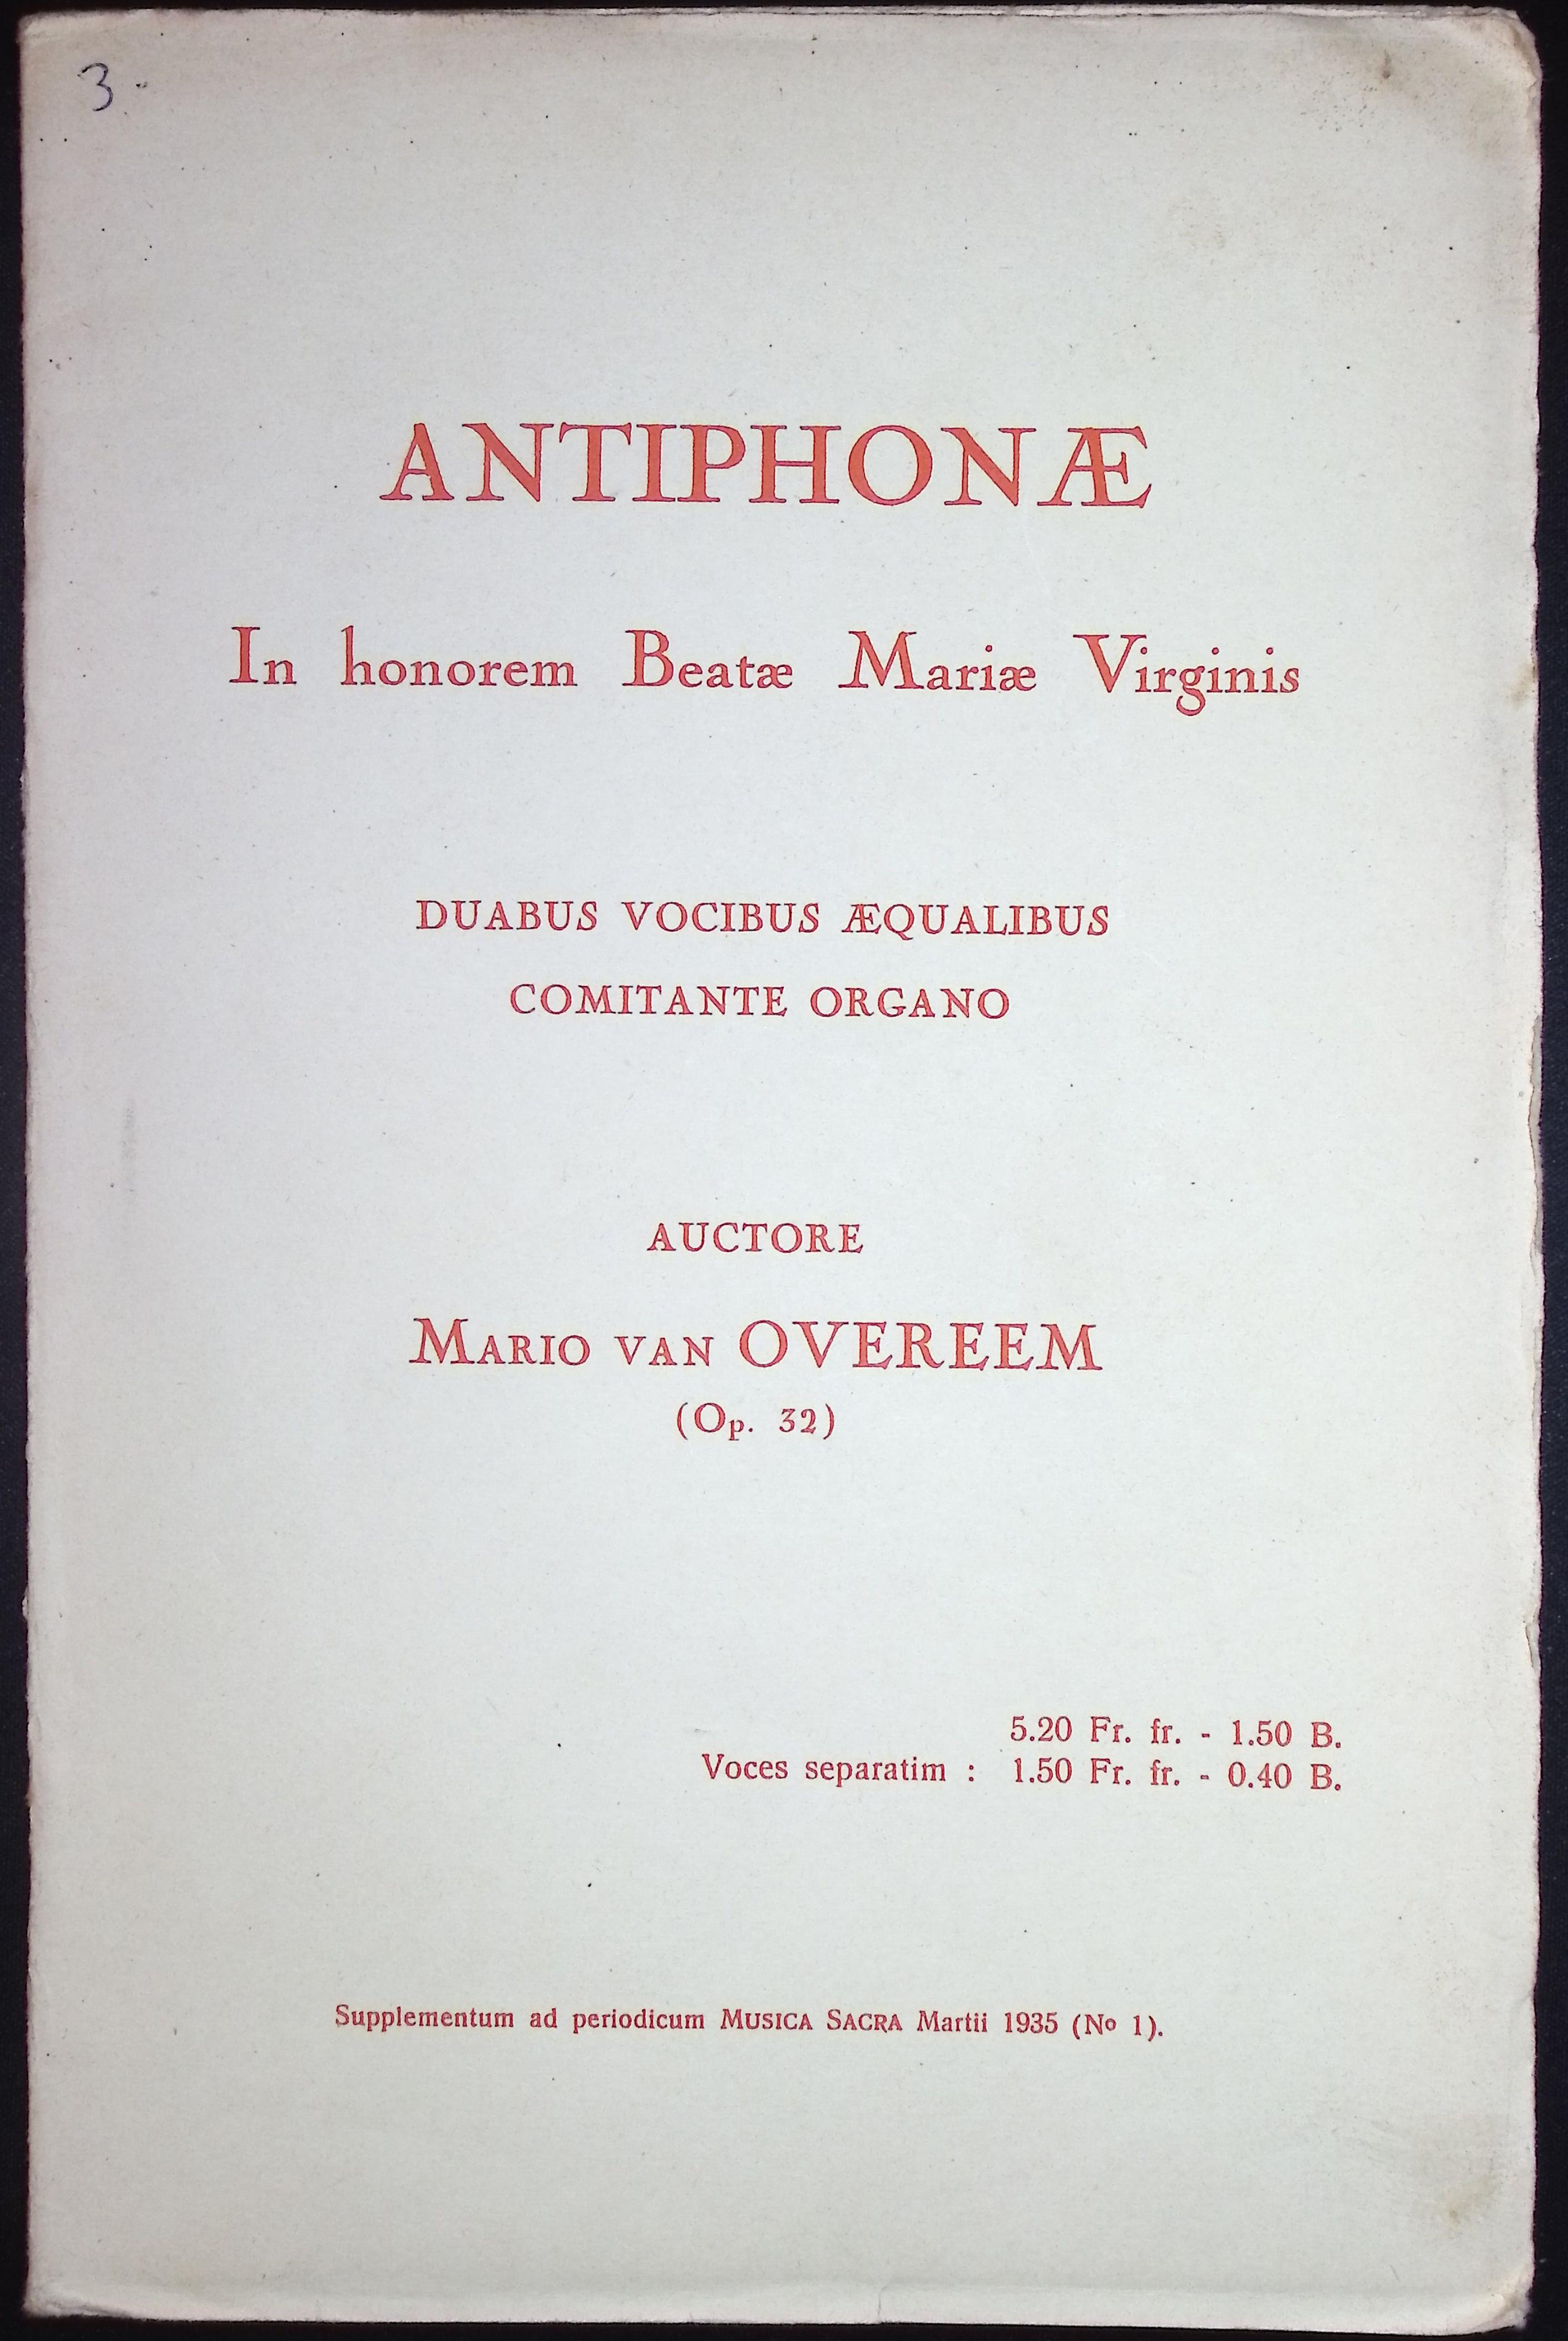 3.-
ANTIPHONÆ
In honorem Beatæ Mariæ Virginis
DUABUS VOCIBUS ÆQUALIBUS
COMITANTE ORGANO
AUCTORE
MARIO VAN OVEREEM
(Op. 32)
5.20 Fr. fr. - 1.50 B.
Voces separatim : 1.50 Fr. fr. - 0.40 B.
Supplementum ad periodicum MUSICA SACRA Martii 1935 (Nº 1).